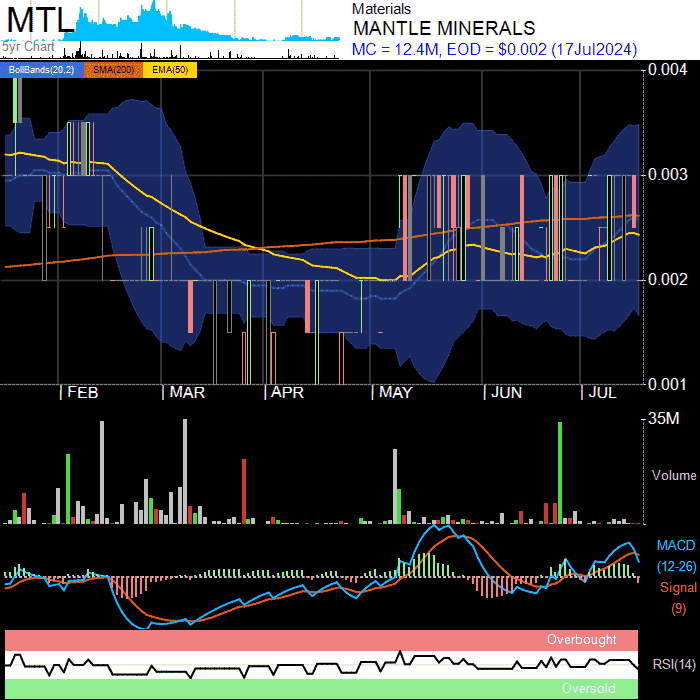 MTL
5yr Chart
Materials
MANTLE MINERALS
MC = 12.4M, EOD = $0.002 (17Jul2024)
BollBands(20,2) SMA(200) EMA(50)
0.004
0.003
0.002
0.001
FEB MAR APR MAY JUN JUL
35M
Volume
MACD
(12-26)
Signal
(9)
Overbought
RSI(14)
Oversold